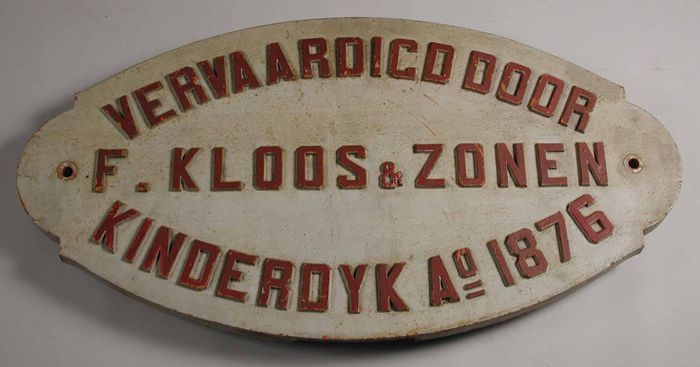 VERVAARDIGD DOOR
F. KLOOS & ZONEN
KINDERDYK Aº 1876